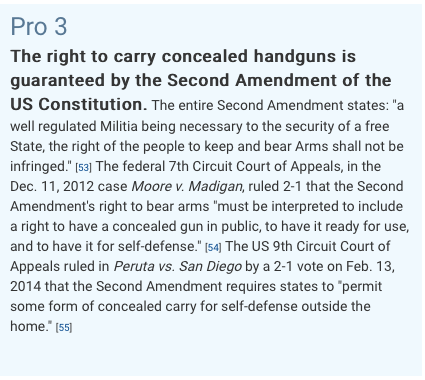 Pro 3
The right to carry concealed handguns is
guaranteed by the Second Amendment of the
US Constitution. The entire Second Amendment states: "a
well regulated Militia being necessary to the security of a free
State, the right of the people to keep and bear Arms shall not be
infringed." [53] The federal 7th Circuit Court of Appeals, in the
Dec. 11, 2012 case Moore v. Madigan, ruled 2-1 that the Second
Amendment's right to bear arms "must be interpreted to include
a right to have a concealed gun in public, to have it ready for use,
and to have it for self-defense." [54] The US 9th Circuit Court of
Appeals ruled in Peruta vs. San Diego by a 2-1 vote on Feb. 13,
2014 that the Second Amendment requires states to "permit
some form of concealed carry for self-defense outside the
home." [55]